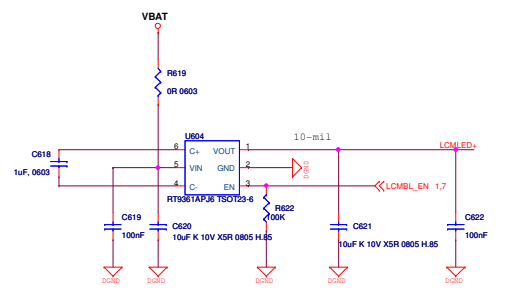 VBAT
R619
0R 0603
U604
10-mil
C618
1uF, 0603
6 C+ VOUT 1
5 VIN GND 2
4 C- EN 3
RT9361APJ6 TSOT23-6
LCMLED+
DGND
LCMBL_EN 1,7
R622
100K
C619
100nF
C620
10uF K 10V X5R 0805 H.85
C621
10uF K 10V X5R 0805 H.85
C622
100nF
DGND DGND DGND DGND DGND